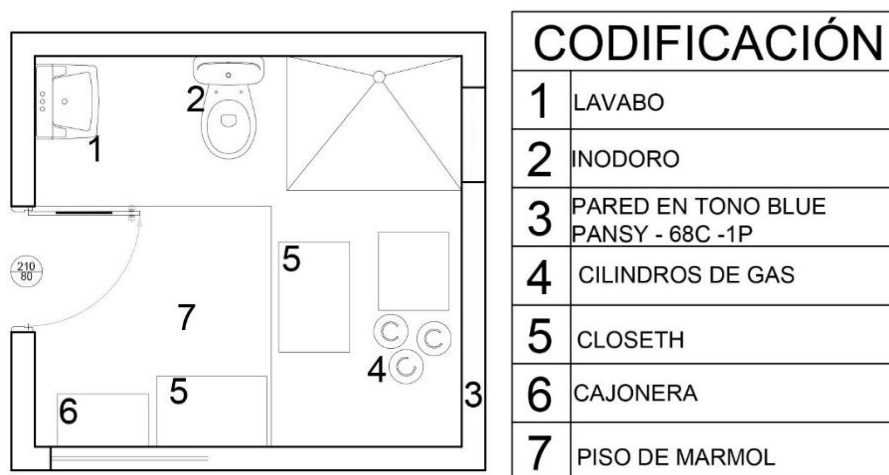 2
1
210
80
5
7
4
5
6
3
CODIFICACIÓN
1 LAVABO
2 INODORO
3 PARED EN TONO BLUE
PANSY - 68C -1P
4 CILINDROS DE GAS
5 CLOSETH
6 CAJONERA
7 PISO DE MARMOL